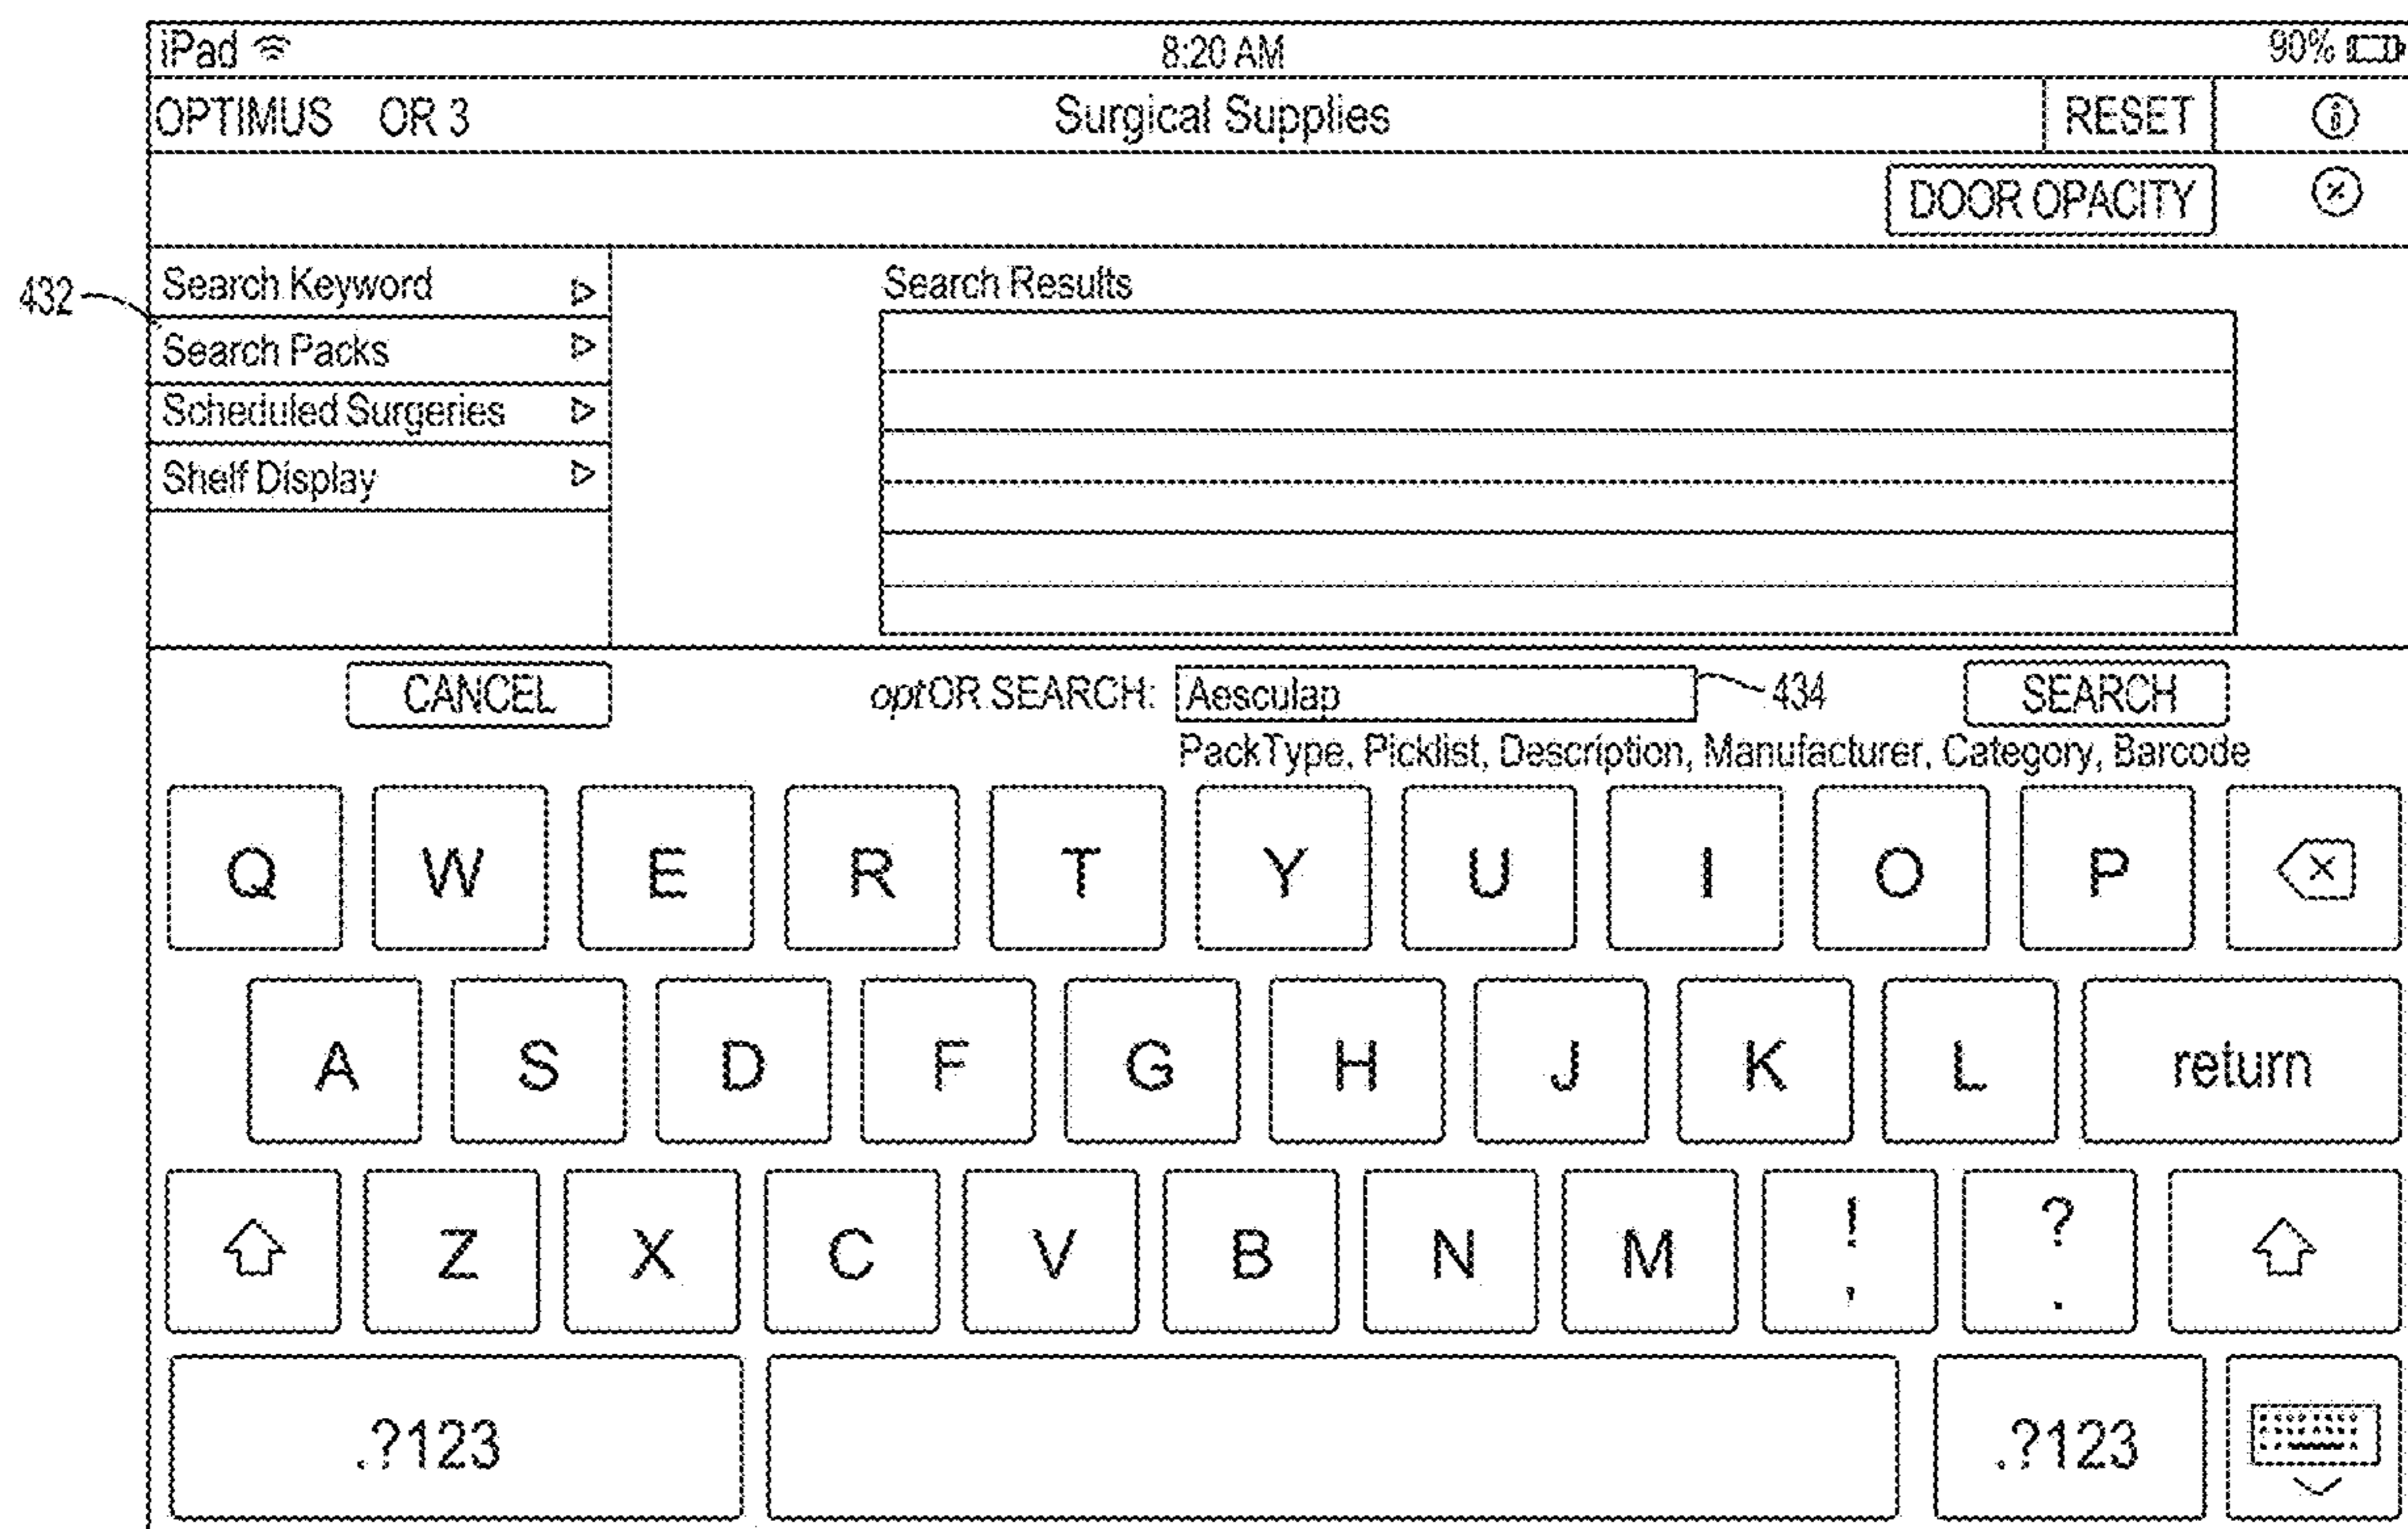 iPad 8:20 AM 90%
OPTIMUS OR 3 Surgical Supplies RESET
DOOR OPACITY
Search Keyword Search Results
432
Search Packs
Scheduled Surgeries
Shelf Display
CANCEL optOR SEARCH: Aesculap 434 SEARCH
PackType, Picklist, Description, Manufacturer, Category, Barcode
Q W E R T Y U I O P
A S D F G H J K L return
Z X C V B N M ! , ? .
.?123 .?123